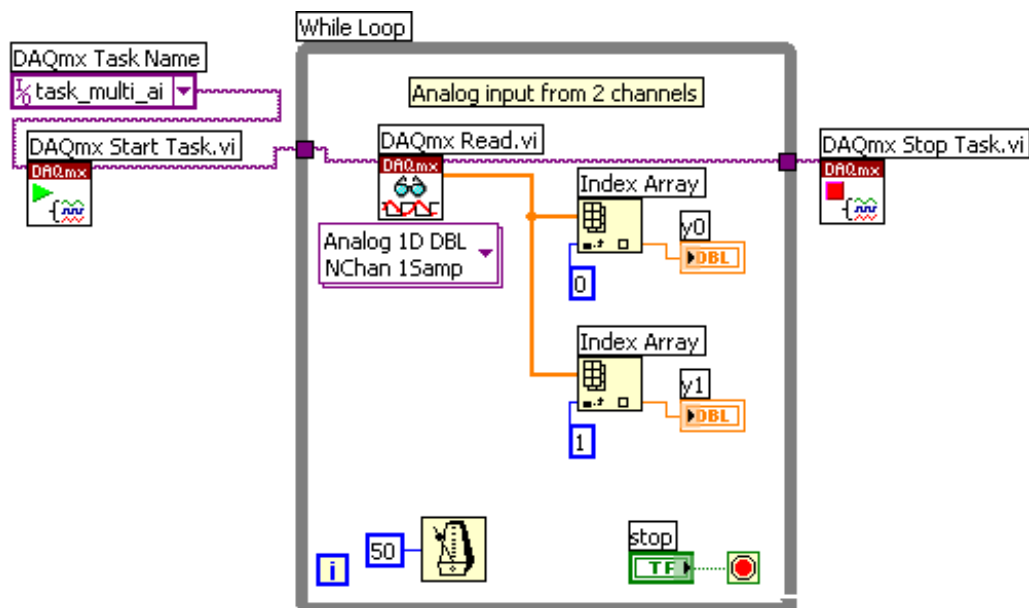 While Loop
DAQmx Task Name
I/O task_multi_ai
Analog input from 2 channels
DAQmx Start Task.vi
DAQmx
DAQmx Read.vi
DAQmx
DAQmx Stop Task.vi
DAQmx
Index Array
y0
DBL
Analog 1D DBL
NChan 1Samp
0
Index Array
y1
DBL
1
stop
50
i
TF